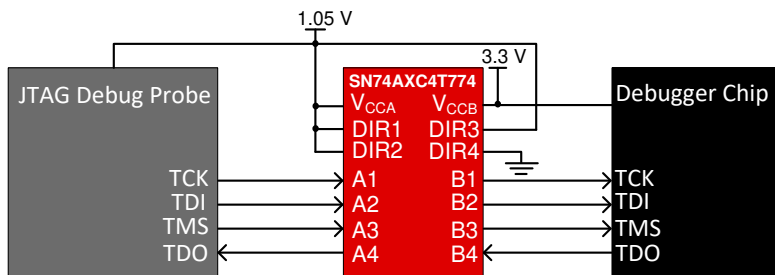 1.05 V
3.3 V
JTAG Debug Probe
SN74AXC4T774
Debugger Chip
VCCA VCCB
DIR1 DIR3
DIR2 DIR4
TCK A1 B1 TCK
TDI A2 B2 TDI
TMS A3 B3 TMS
TDO A4 B4 TDO